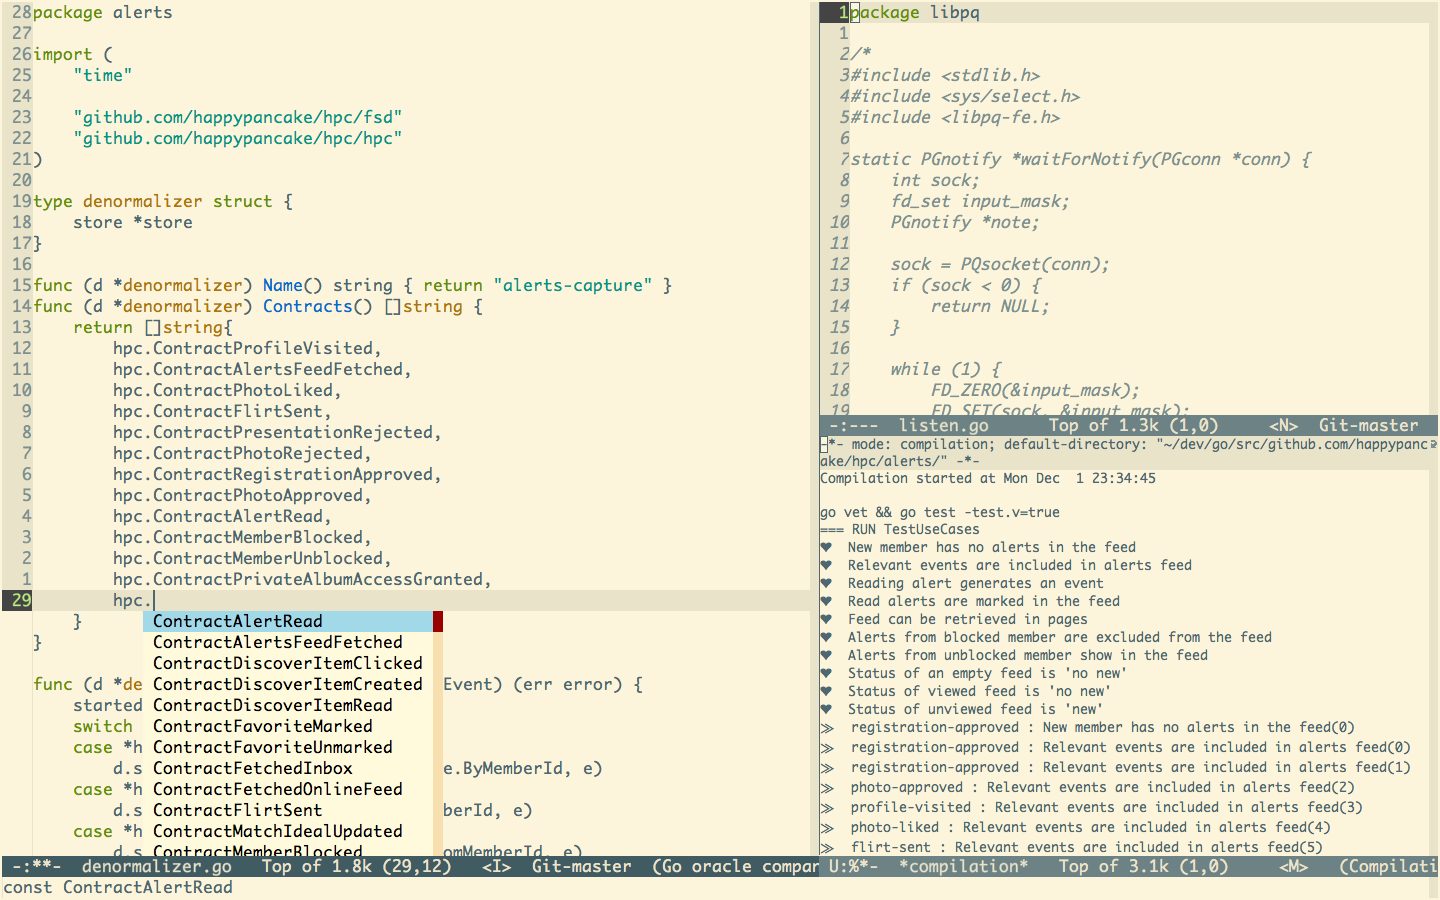 28package alerts
27
26import (
25    "time"
24
23    "github.com/happypancake/hpc/fsd"
22    "github.com/happypancake/hpc/hpc"
21)
20
19type denormalizer struct {
18    store *store
17}
16
15func (d *denormalizer) Name() string { return "alerts-capture" }
14func (d *denormalizer) Contracts() []string {
13    return []string{
12        hpc.ContractProfileVisited,
11        hpc.ContractAlertsFeedFetched,
10        hpc.ContractPhotoLiked,
9        hpc.ContractFlirtSent,
8        hpc.ContractPresentationRejected,
7        hpc.ContractPhotoRejected,
6        hpc.ContractRegistrationApproved,
5        hpc.ContractPhotoApproved,
4        hpc.ContractAlertRead,
3        hpc.ContractMemberBlocked,
2        hpc.ContractMemberUnblocked,
1        hpc.ContractPrivateAlbumAccessGranted,
29        hpc.
    }      ContractAlertRead
}          ContractAlertsFeedFetched
           ContractDiscoverItemClicked
func (d *de ContractDiscoverItemCreated Event) (err error) {
    started ContractDiscoverItemRead
    switch ContractFavoriteMarked
    case *h ContractFavoriteUnmarked
        d.s ContractFetchedInbox e.ByMemberId, e)
    case *h ContractFetchedOnlineFeed
        d.s ContractFlirtSent berId, e)
    case *h ContractMatchIdealUpdated
        d.s ContractMemberBlocked omMemberId, e)
-:**-  denormalizer.go   Top of 1.8k (29,12)   <I>  Git-master  (Go oracle compan
const ContractAlertRead
1package libpq
1
2/*
3#include <stdlib.h>
4#include <sys/select.h>
5#include <libpq-fe.h>
6
7static PGnotify *waitForNotify(PGconn *conn) {
8    int sock;
9    fd_set input_mask;
10    PGnotify *note;
11
12    sock = PQsocket(conn);
13    if (sock < 0) {
14        return NULL;
15    }
16
17    while (1) {
18        FD_ZERO(&input_mask);
19        FD_SET(sock, &input_mask);
-:---  listen.go      Top of 1.3k (1,0)     <N>  Git-master
-*- mode: compilation; default-directory: "~/dev/go/src/github.com/happypanc
ake/hpc/alerts/" -*-
Compilation started at Mon Dec  1 23:34:45
go vet && go test -test.v=true
=== RUN TestUseCases
♥  New member has no alerts in the feed
♥  Relevant events are included in alerts feed
♥  Reading alert generates an event
♥  Read alerts are marked in the feed
♥  Feed can be retrieved in pages
♥  Alerts from blocked member are excluded from the feed
♥  Alerts from unblocked member show in the feed
♥  Status of an empty feed is 'no new'
♥  Status of viewed feed is 'no new'
♥  Status of unviewed feed is 'new'
≫  registration-approved : New member has no alerts in the feed(0)
≫  registration-approved : Relevant events are included in alerts feed(0)
≫  registration-approved : Relevant events are included in alerts feed(1)
≫  photo-approved : Relevant events are included in alerts feed(2)
≫  profile-visited : Relevant events are included in alerts feed(3)
≫  photo-liked : Relevant events are included in alerts feed(4)
≫  flirt-sent : Relevant events are included in alerts feed(5)
U:%*-  *compilation*   Top of 3.1k (1,0)     <M>   (Compilati